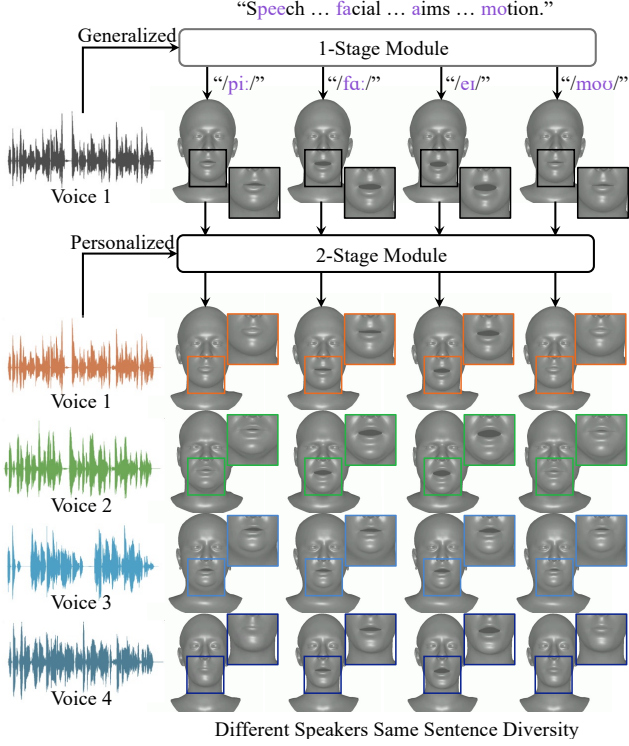 “Speech ... facial ... aims ... motion.”
Generalized
1-Stage Module
“/piː/” “/fɑː/” “/eɪ/” “/moʊ/”
Voice 1
Personalized
2-Stage Module
Voice 1
Voice 2
Voice 3
Voice 4
Different Speakers Same Sentence Diversity